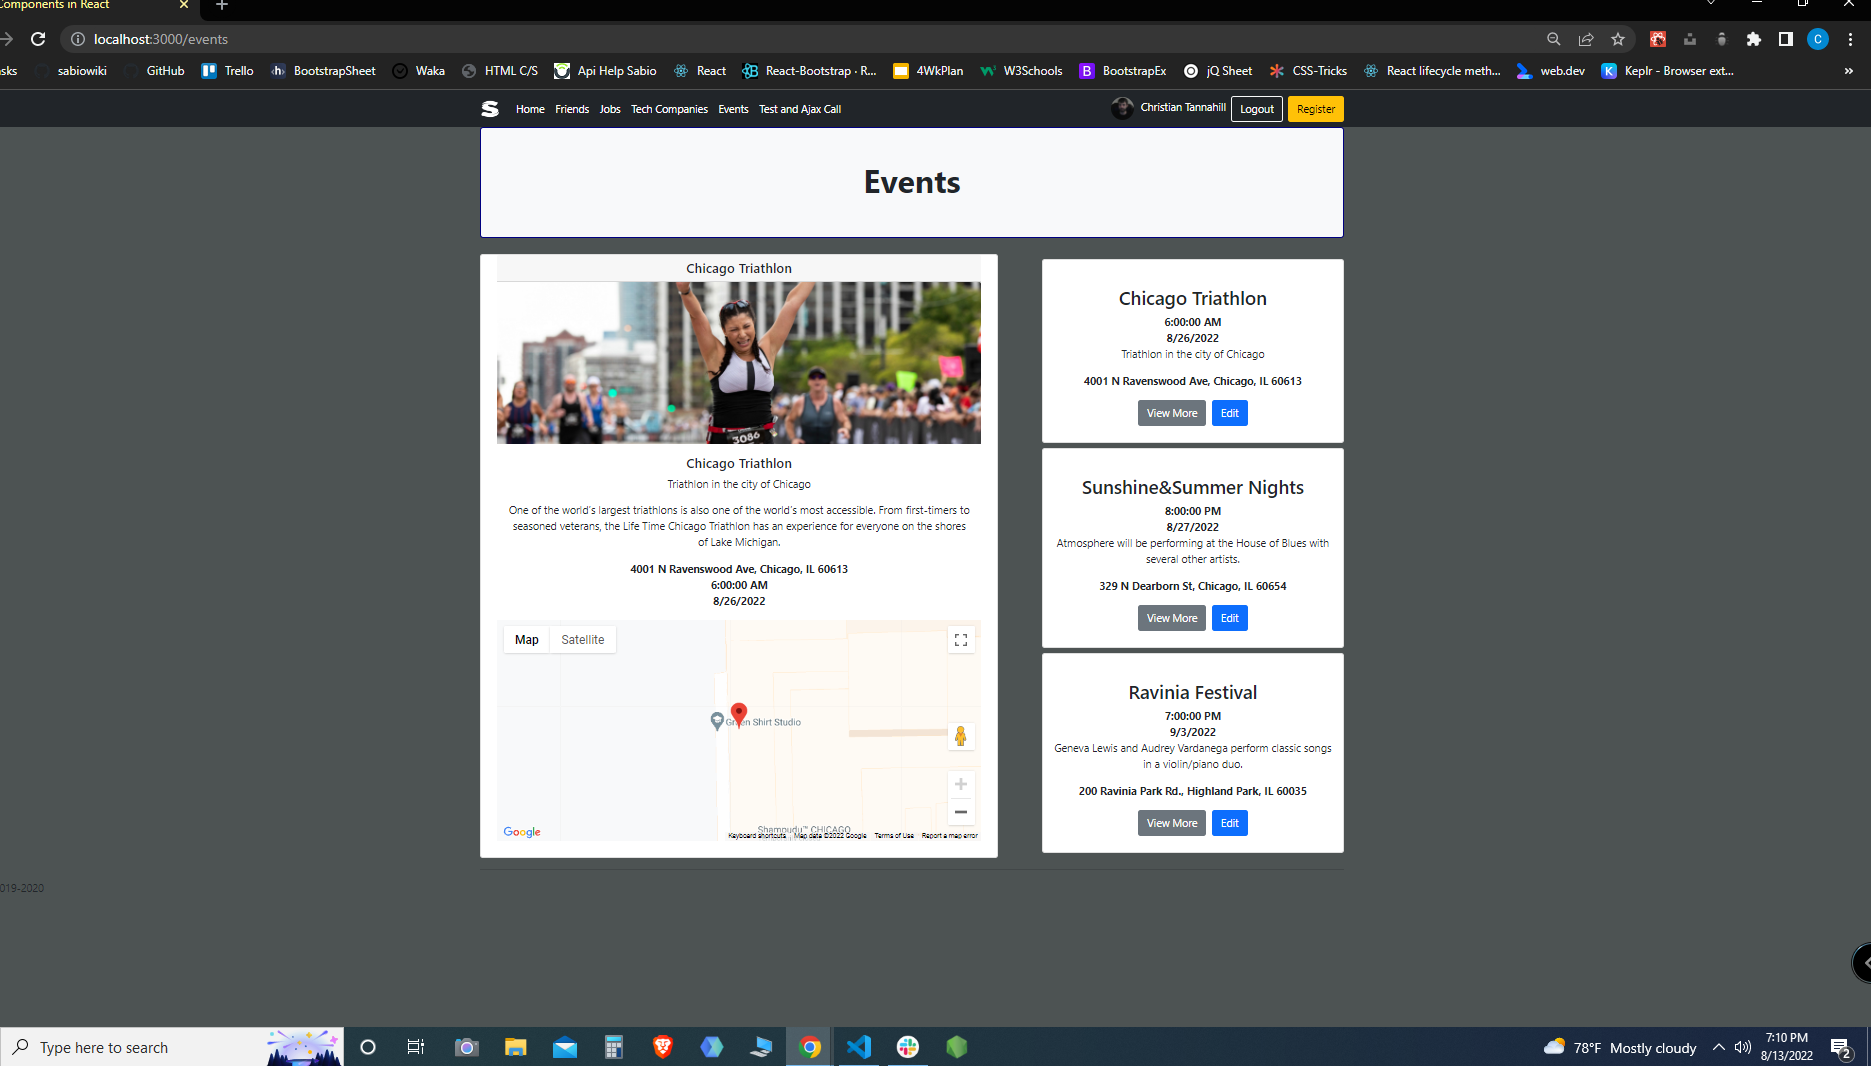 Components in React
localhost:3000/events
sabiowiki
GitHub
Trello
BootstrapSheet
Waka
HTML C/S
Api Help Sabio
React
React-Bootstrap · R...
4WkPlan
W3Schools
BootstrapEx
jQ Sheet
CSS-Tricks
React lifecycle meth...
web.dev
Keplr - Browser ext...
C
Home
Friends
Jobs
Tech Companies
Events
Test and Ajax Call
Christian Tannahill
Logout
Register
Events
Chicago Triathlon
3086
Chicago Triathlon
Triathlon in the city of Chicago
One of the world's largest triathlons is also one of the world's most accessible. From first-timers to
seasoned veterans, the Life Time Chicago Triathlon has an experience for everyone on the shores
of Lake Michigan.
4001 N Ravenswood Ave, Chicago, IL 60613
6:00:00 AM
8/26/2022
Map
Satellite
Green Shirt Studio
Shampudu™ CHICAGO
Google
Keyboard shortcuts
Map data ©2022 Google
Terms of Use
Report a map error
Chicago Triathlon
6:00:00 AM
8/26/2022
Triathlon in the city of Chicago
4001 N Ravenswood Ave, Chicago, IL 60613
View More
Edit
Sunshine&Summer Nights
8:00:00 PM
8/27/2022
Atmosphere will be performing at the House of Blues with
several other artists.
329 N Dearborn St, Chicago, IL 60654
View More
Edit
Ravinia Festival
7:00:00 PM
9/3/2022
Geneva Lewis and Audrey Vardanega perform classic songs
in a violin/piano duo.
200 Ravinia Park Rd., Highland Park, IL 60035
View More
Edit
019-2020
Type here to search
78°F Mostly cloudy
7:10 PM
8/13/2022
2